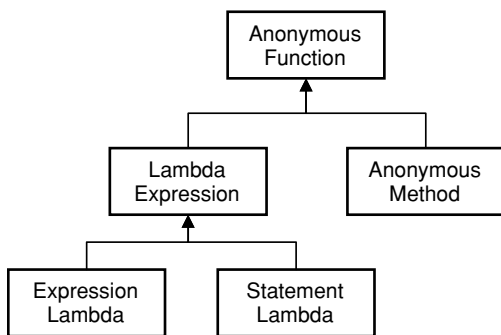 Anonymous
Function
Lambda
Expression
Anonymous
Method
Expression
Lambda
Statement
Lambda